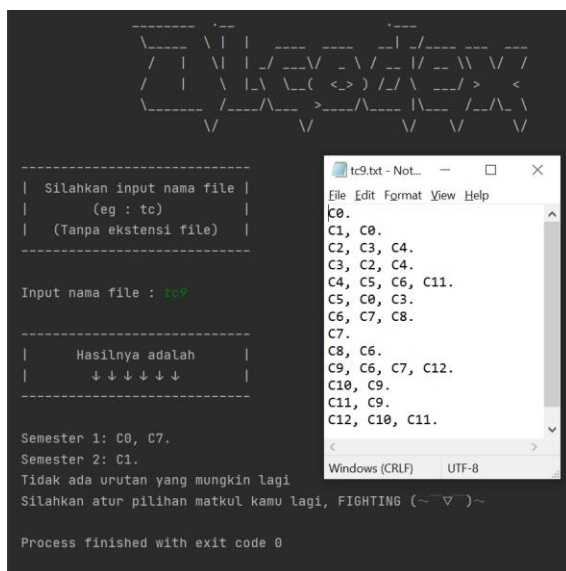 Silahkan input nama file
(eg : tc)
(Tanpa ekstensi file)
Input nama file : tc9
Hasilnya adalah
↓ ↓ ↓ ↓ ↓ ↓
Semester 1: C0, C7.
Semester 2: C1.
Tidak ada urutan yang mungkin lagi
Silahkan atur pilihan matkul kamu lagi, FIGHTING (～￣▽￣)～
Process finished with exit code 0
tc9.txt - Not...
File Edit Format View Help
C0.
C1, C0.
C2, C3, C4.
C3, C2, C4.
C4, C5, C6, C11.
C5, C0, C3.
C6, C7, C8.
C7.
C8, C6.
C9, C6, C7, C12.
C10, C9.
C11, C9.
C12, C10, C11.
Windows (CRLF) UTF-8